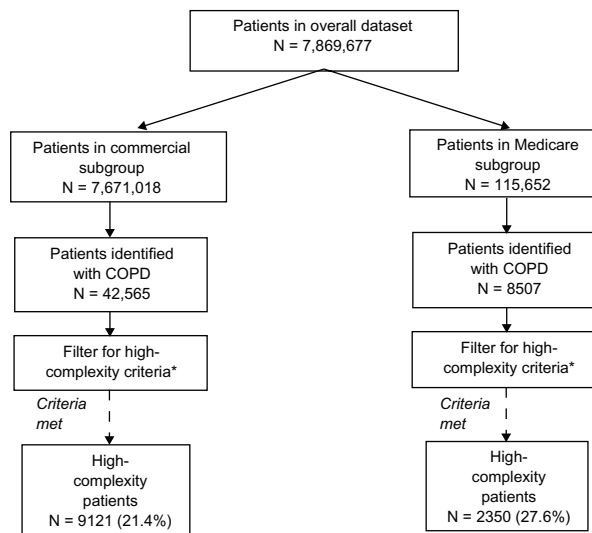 Patients in overall dataset
N = 7,869,677
Patients in commercial
subgroup
N = 7,671,018
Patients identified
with COPD
N = 42,565
Filter for high-
complexity criteria*
Criteria
met
High-
complexity
patients
N = 9121 (21.4%)
Patients in Medicare
subgroup
N = 115,652
Patients identified
with COPD
N = 8507
Filter for high-
complexity criteria*
Criteria
met
High-
complexity
patients
N = 2350 (27.6%)